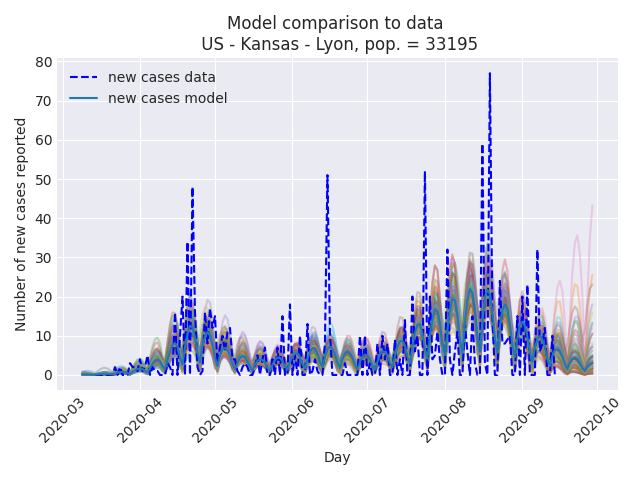 Model comparison to data
US - Kansas - Lyon, pop. = 33195
new cases data
new cases model
Number of new cases reported
80
70
60
50
40
30
20
10
0
2020-03
2020-04
2020-05
2020-06
2020-07
2020-08
2020-09
2020-10
Day